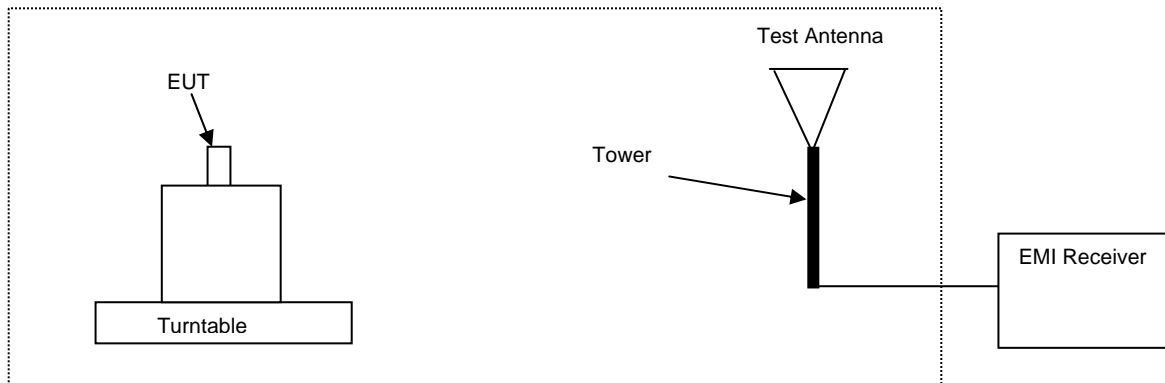 Test Antenna
EUT
Tower
EMI Receiver
Turntable